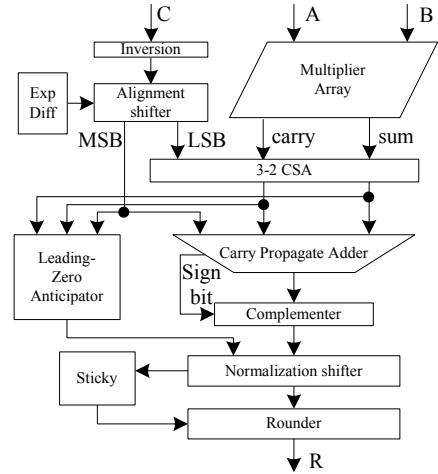 C
A
B
Inversion
Multiplier
Array
Exp
Diff
Alignment
shifter
MSB
LSB
carry
sum
3-2 CSA
Leading-
Zero
Anticipator
Carry Propagate Adder
Sign
bit
Complementer
Sticky
Normalization shifter
Rounder
R